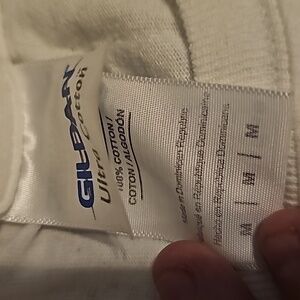 GILDAN
Ultra Cotton
100% COTTON /
COTON / ALGODÓN
Made in Dominican Republic
Fabriqué en République Dominicaine
Hecho en República Dominicana
M | M | M